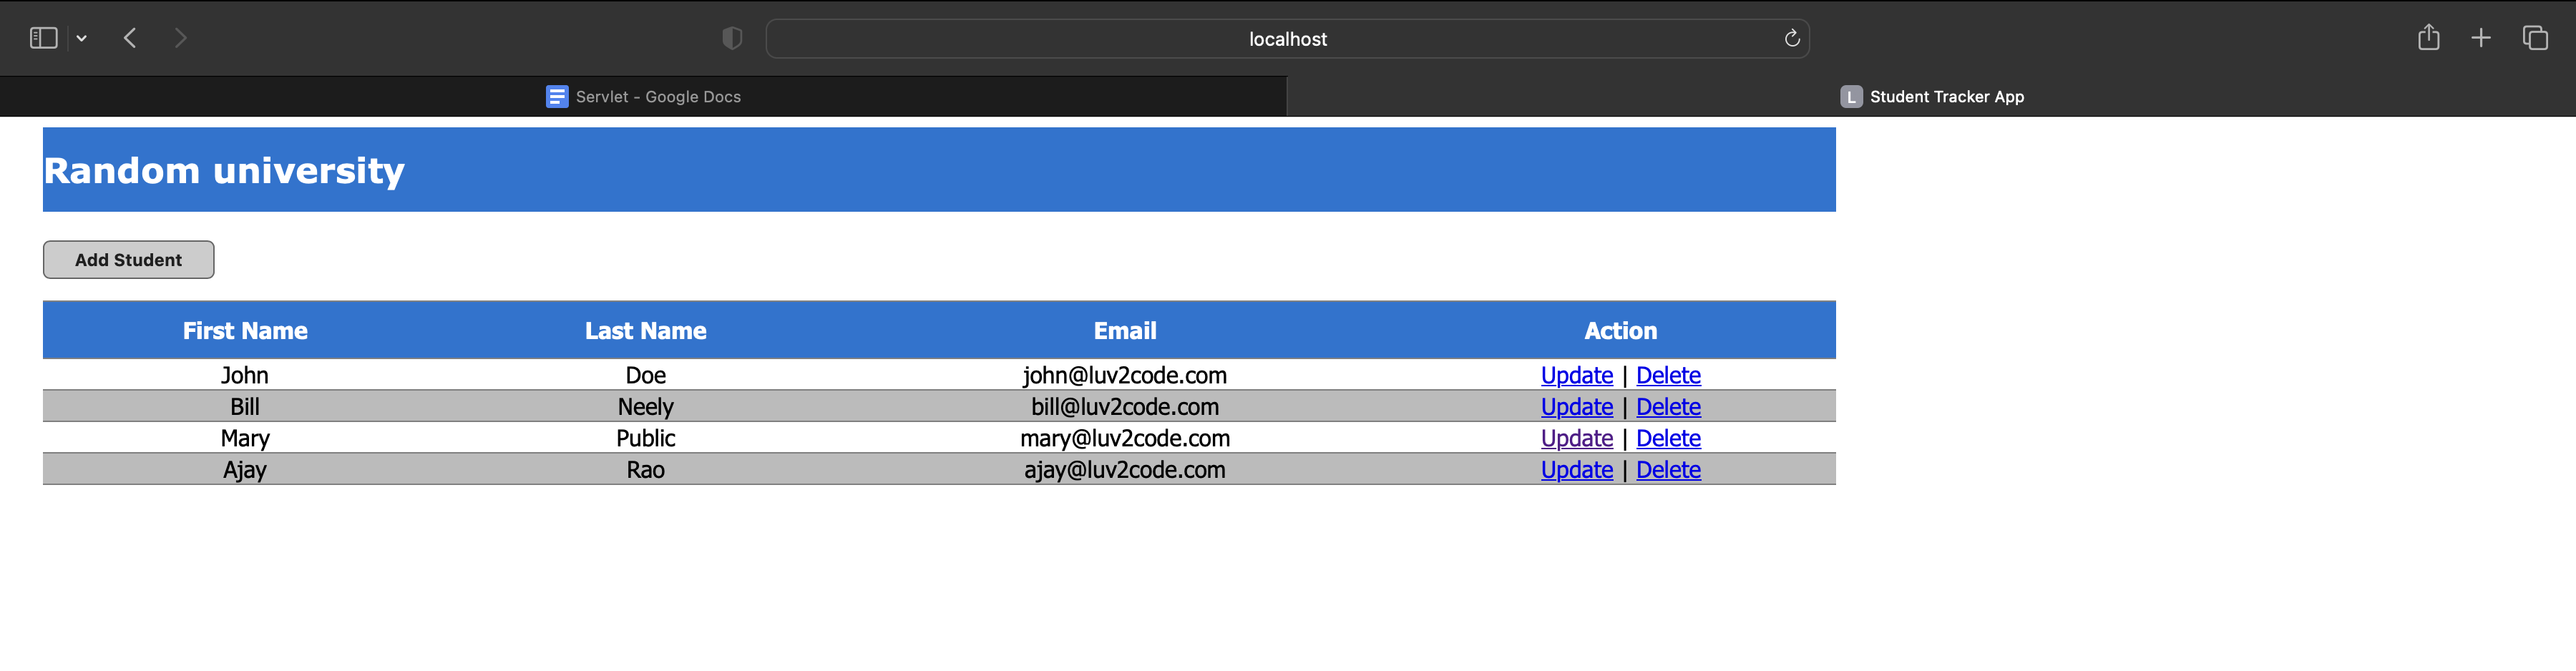 localhost
Servlet - Google Docs
L Student Tracker App
Random university
Add Student
First Name Last Name Email Action
John Doe john@luv2code.com Update | Delete
Bill Neely bill@luv2code.com Update | Delete
Mary Public mary@luv2code.com Update | Delete
Ajay Rao ajay@luv2code.com Update | Delete